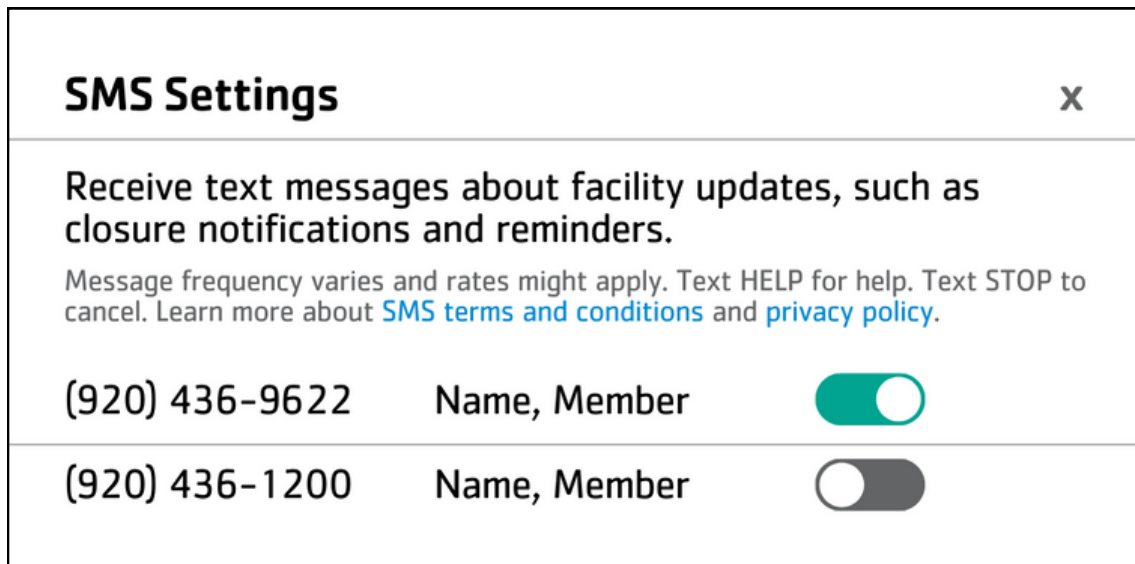 SMS Settings x
Receive text messages about facility updates, such as
closure notifications and reminders.
Message frequency varies and rates might apply. Text HELP for help. Text STOP to
cancel. Learn more about SMS terms and conditions and privacy policy.
(920) 436-9622 Name, Member
(920) 436-1200 Name, Member